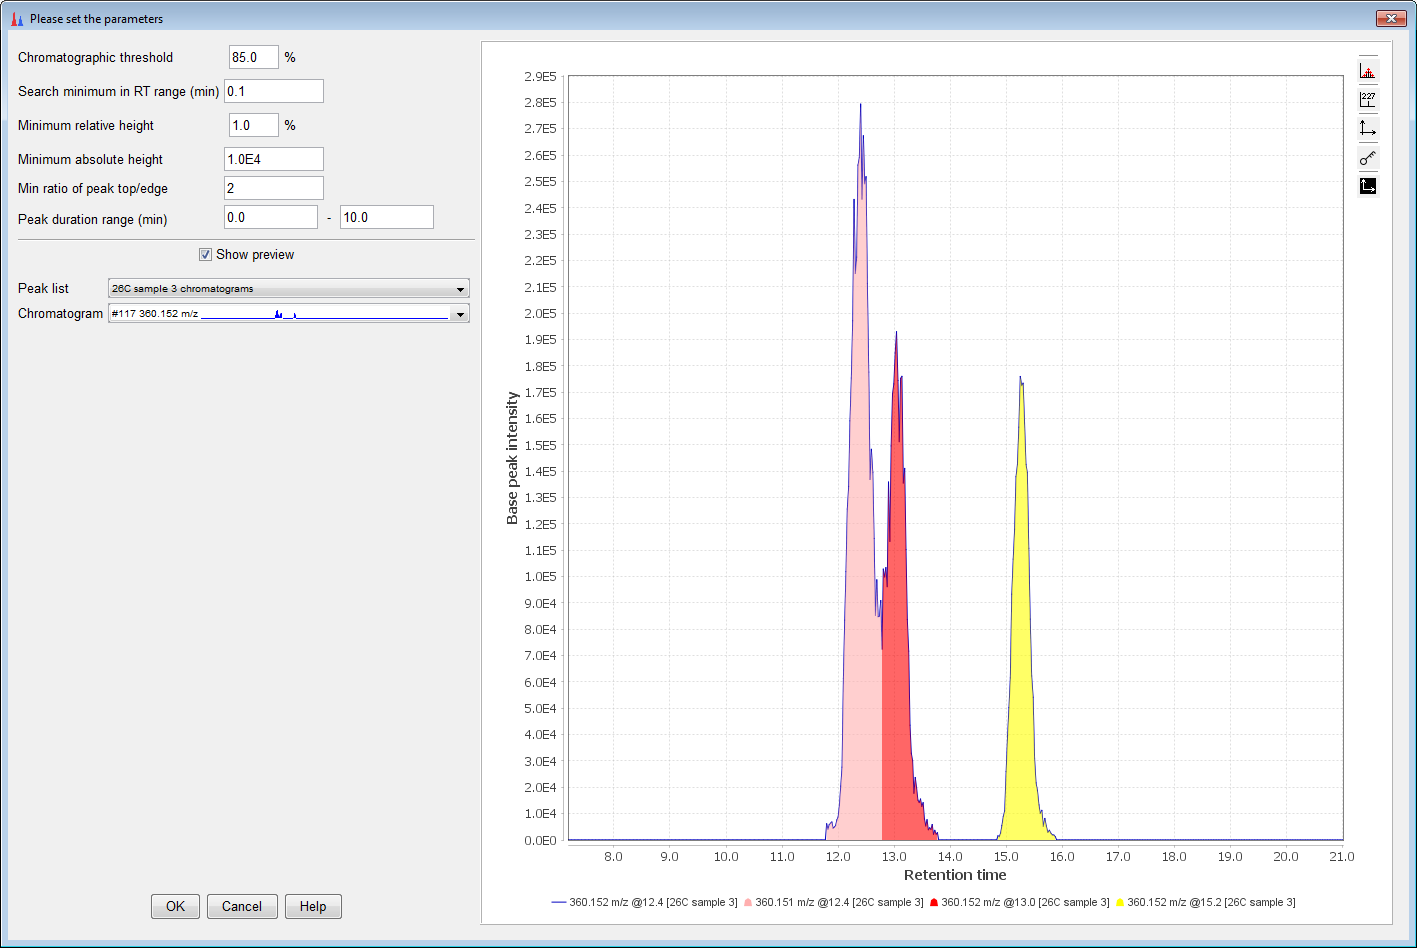 Please set the parameters
Chromatographic threshold 85.0 %
Search minimum in RT range (min) 0.1
Minimum relative height 1.0 %
Minimum absolute height 1.0E4
Min ratio of peak top/edge 2
Peak duration range (min) 0.0 - 10.0
Show preview
Peak list 26C sample 3 chromatograms
Chromatogram #117 360.152 m/z
OK Cancel Help
2.9E5
2.8E5
2.7E5
2.6E5
2.5E5
2.4E5
2.3E5
2.2E5
2.1E5
2.0E5
1.9E5
1.8E5
1.7E5
1.6E5
1.5E5
1.4E5
1.3E5
1.2E5
1.1E5
1.0E5
9.0E4
8.0E4
7.0E4
6.0E4
5.0E4
4.0E4
3.0E4
2.0E4
1.0E4
0.0E0
Base peak intensity
8.0 9.0 10.0 11.0 12.0 13.0 14.0 15.0 16.0 17.0 18.0 19.0 20.0 21.0
Retention time
360.152 m/z @12.4 [26C sample 3] 360.151 m/z @12.4 [26C sample 3] 360.152 m/z @13.0 [26C sample 3] 360.152 m/z @15.2 [26C sample 3]
227